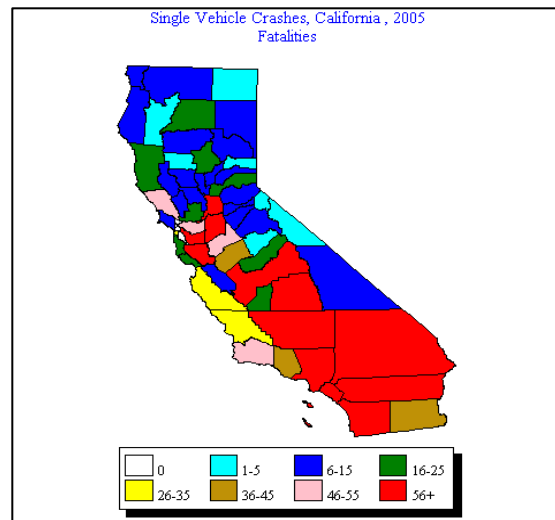 Single Vehicle Crashes, California , 2005
Fatalities
0 1-5 6-15 16-25
26-35 36-45 46-55 56+